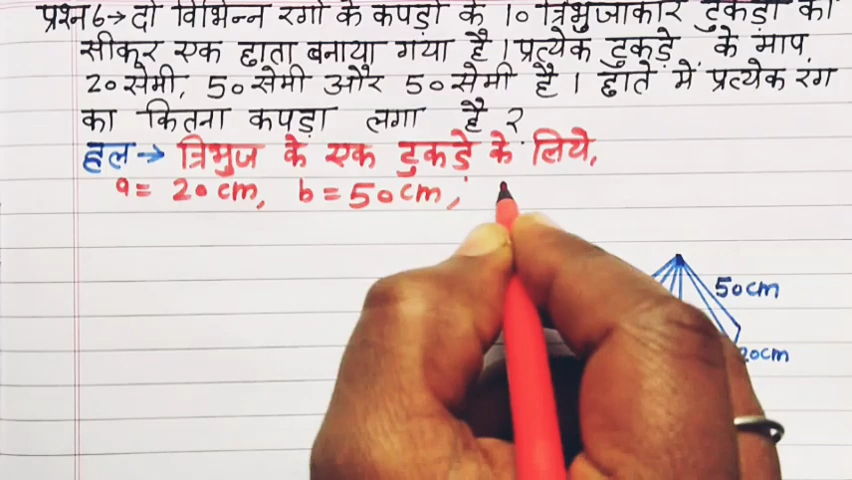 प्रश्न 6→ दो विभिन्न रंगो के कपड़ो के 10 त्रिभुजाकार टुकड़ो को
सीकर एक छाता बनाया गया है। प्रत्येक टुकड़े के माप
20 सेमी, 50 सेमी और 50 सेमी है। छाते में प्रत्येक रंग
का कितना कपड़ा लगा है ?
हल → त्रिभुज के एक टुकड़े के लिये,
a = 20 cm, b = 50 cm,
50cm
20cm